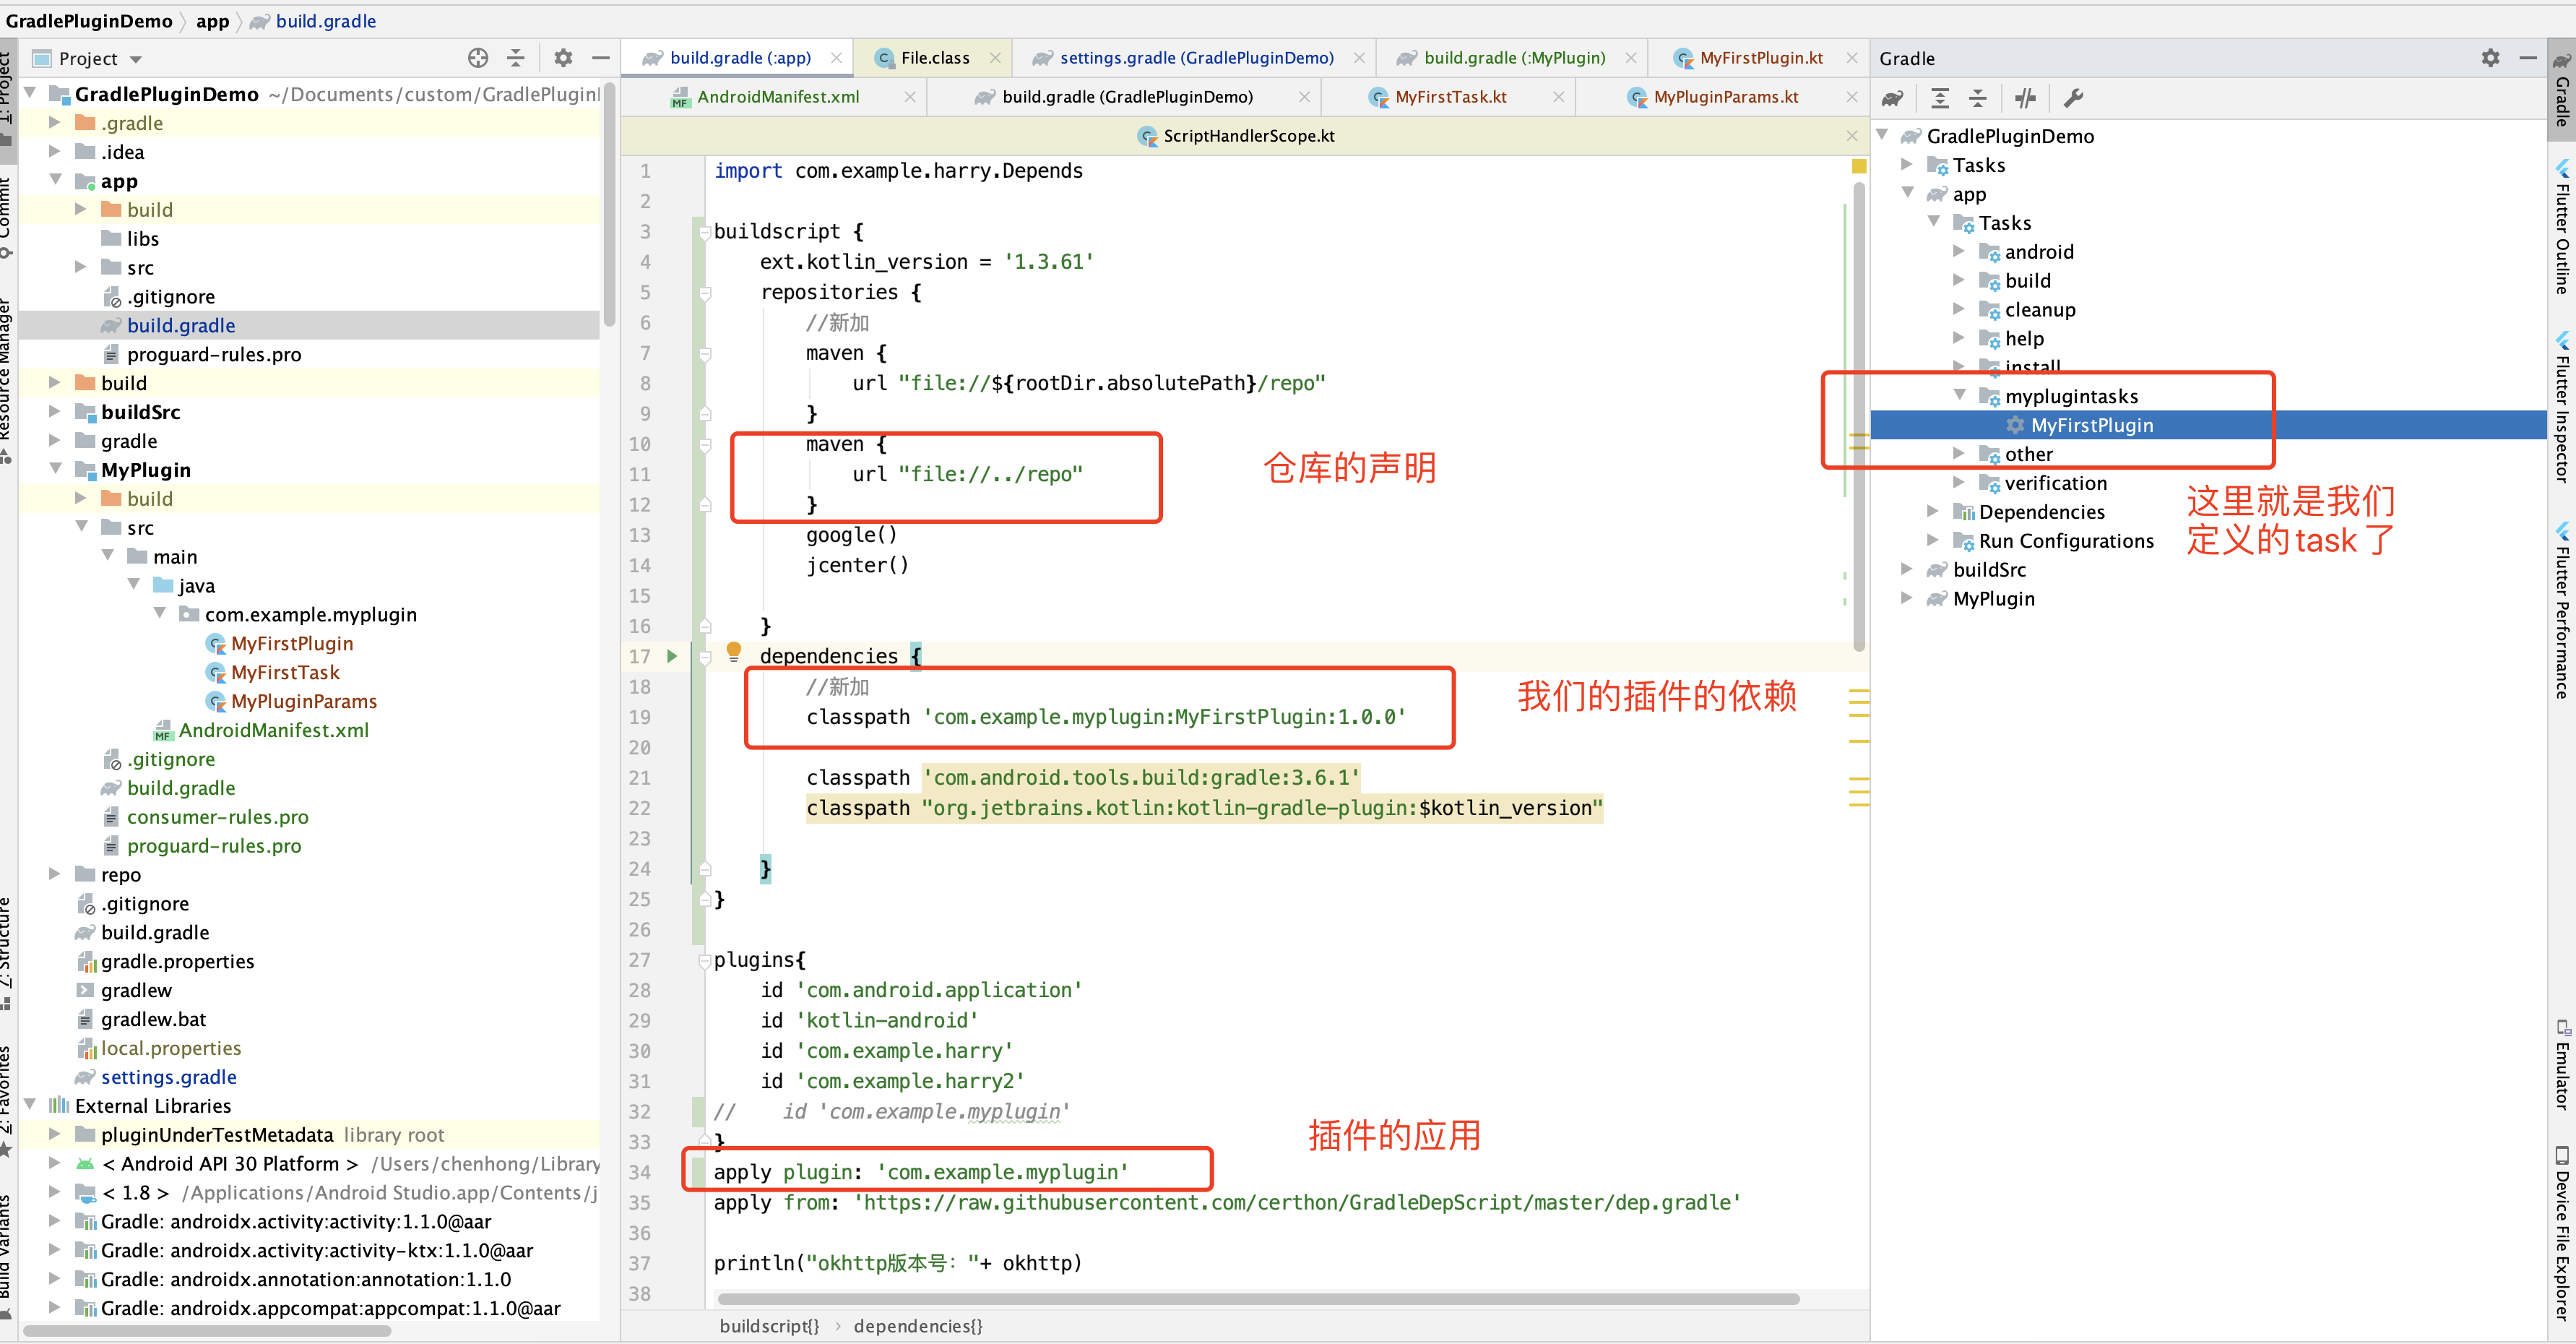 GradlePluginDemo app build.gradle
1: Project
Commit
Resource Manager
Z: Structure
2: Favorites
Build Variants
Project
GradlePluginDemo ~/Documents/custom/GradlePluginI
.gradle
.idea
app
build
libs
src
.gitignore
build.gradle
proguard-rules.pro
build
buildSrc
gradle
MyPlugin
build
src
main
java
com.example.myplugin
MyFirstPlugin
MyFirstTask
MyPluginParams
AndroidManifest.xml
.gitignore
build.gradle
consumer-rules.pro
proguard-rules.pro
repo
.gitignore
build.gradle
gradle.properties
gradlew
gradlew.bat
local.properties
settings.gradle
External Libraries
pluginUnderTestMetadata library root
< Android API 30 Platform > /Users/chenhong/Library
< 1.8 > /Applications/Android Studio.app/Contents/j
Gradle: androidx.activity:activity:1.1.0@aar
Gradle: androidx.activity:activity-ktx:1.1.0@aar
Gradle: androidx.annotation:annotation:1.1.0
Gradle: androidx.appcompat:appcompat:1.1.0@aar
build.gradle (:app) File.class settings.gradle (GradlePluginDemo) build.gradle (:MyPlugin) MyFirstPlugin.kt
AndroidManifest.xml build.gradle (GradlePluginDemo) MyFirstTask.kt MyPluginParams.kt
ScriptHandlerScope.kt
1 import com.example.harry.Depends
2
3 buildscript {
4 ext.kotlin_version = '1.3.61'
5 repositories {
6 //新加
7 maven {
8 url "file://${rootDir.absolutePath}/repo"
9 }
10 maven {
11 url "file://../repo"
仓库的声明
12 }
13 google()
14 jcenter()
15
16 }
17 dependencies {
18 //新加
我们的插件的依赖
19 classpath 'com.example.myplugin:MyFirstPlugin:1.0.0'
20
21 classpath 'com.android.tools.build:gradle:3.6.1'
22 classpath "org.jetbrains.kotlin:kotlin-gradle-plugin:$kotlin_version"
23
24 }
25 }
26
27 plugins{
28 id 'com.android.application'
29 id 'kotlin-android'
30 id 'com.example.harry'
31 id 'com.example.harry2'
32 // id 'com.example.myplugin'
33 }
插件的应用
34 apply plugin: 'com.example.myplugin'
35 apply from: 'https://raw.githubusercontent.com/certhon/GradleDepScript/master/dep.gradle'
36
37 println("okhttp版本号："+ okhttp)
38
buildscript{} dependencies{}
Gradle
GradlePluginDemo
Tasks
app
Tasks
android
build
cleanup
help
install
myplugintasks
MyFirstPlugin
other
verification
Dependencies
Run Configurations
buildSrc
MyPlugin
这里就是我们
定义的task了
Gradle
Flutter Outline
Flutter Inspector
Flutter Performance
Emulator
Device File Explorer